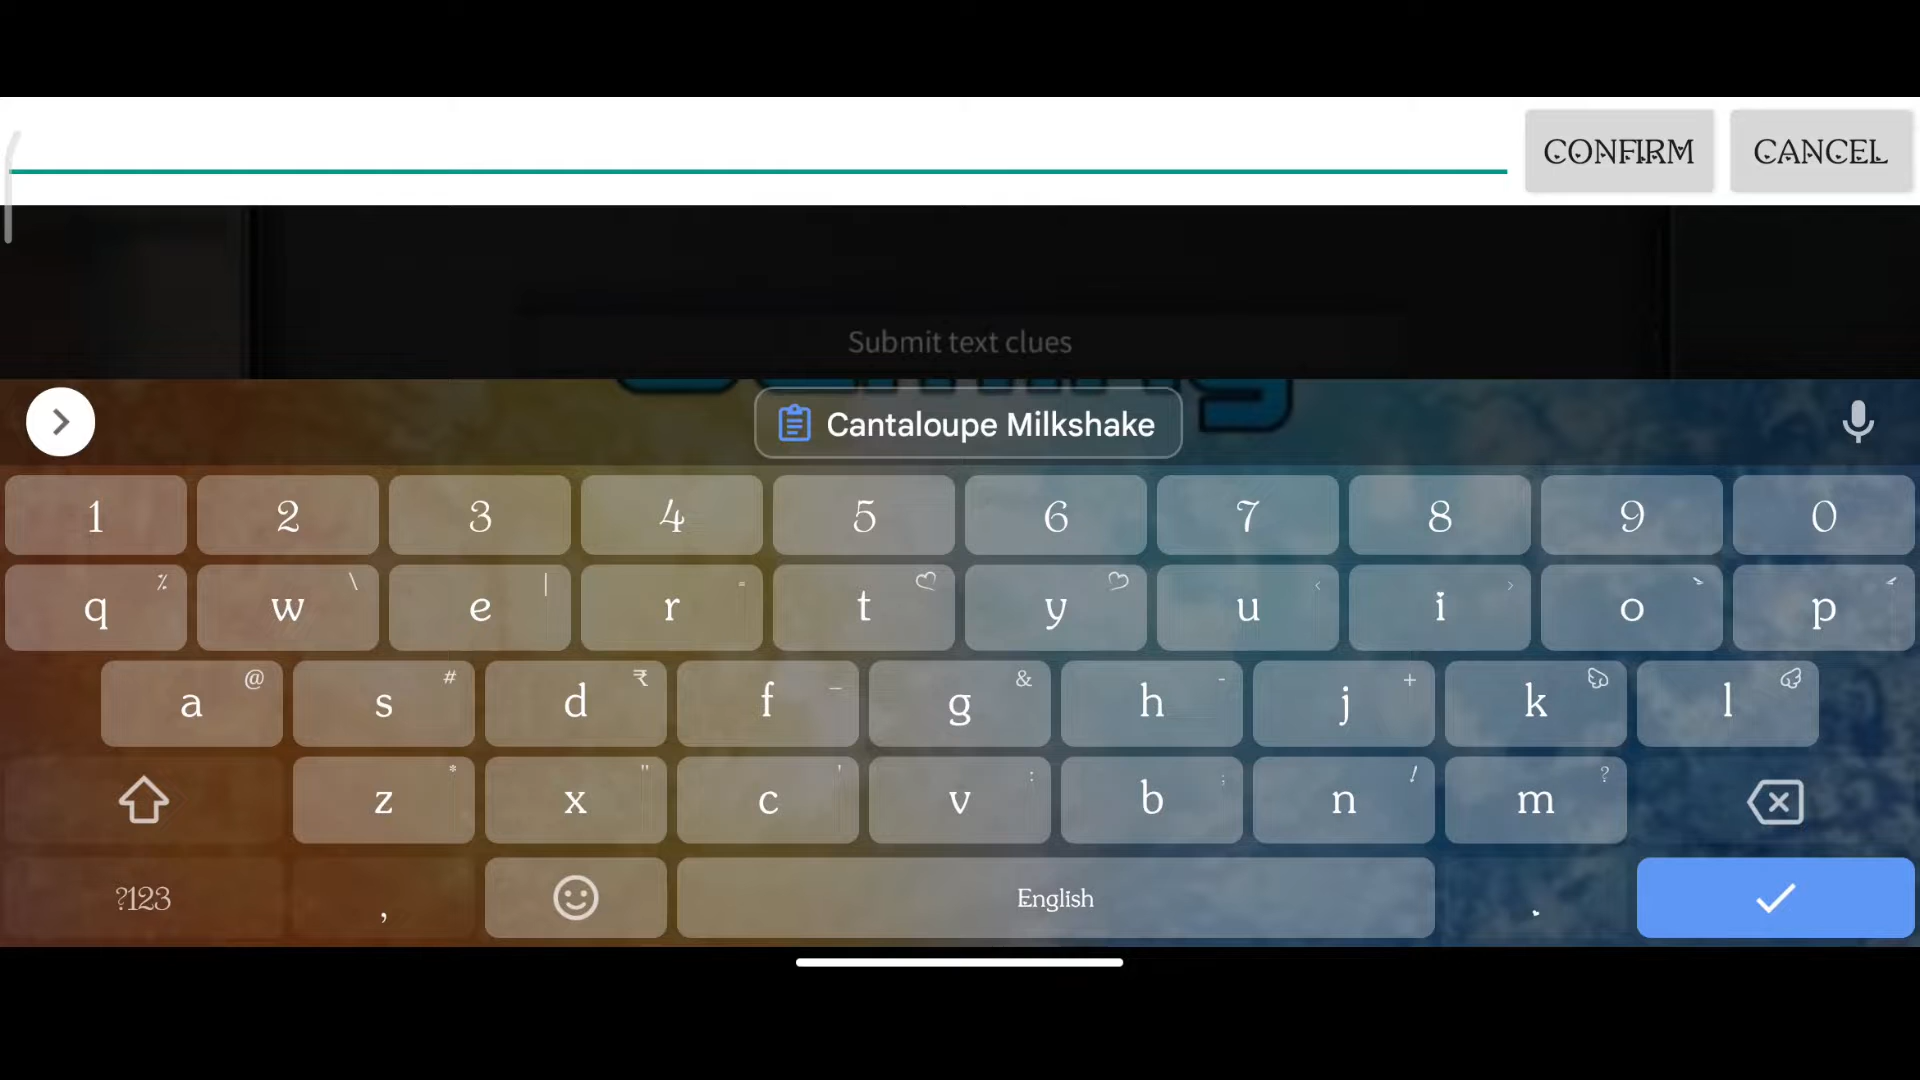 CONFIRM CANCEL
Submit text clues
Cantaloupe Milkshake
1 2 3 4 5 6 7 8 9 0
q % w \ e | r = t y u < i > o p
a @ s # d ₹ f _ g & h - j + k l
z * x " c ' v : b ; n ! m ?
?123 , English .